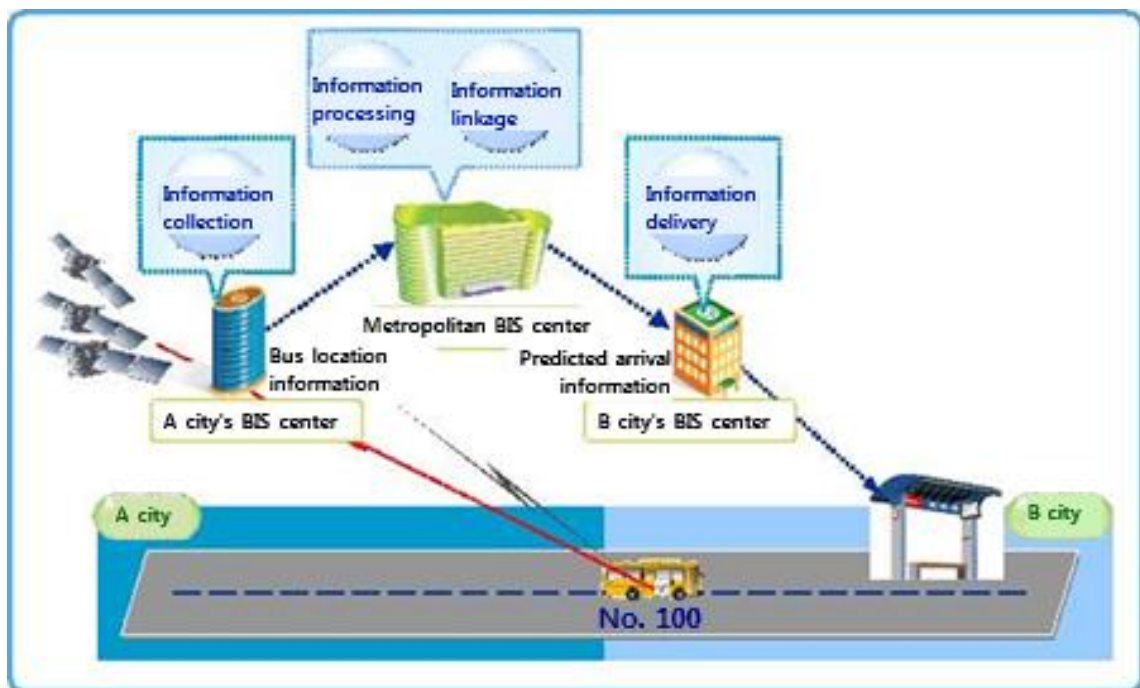 Information
processing
Information
linkage
Information
collection
Information
delivery
Metropolitan BIS center
Bus location
information
Predicted arrival
information
A city's BIS center
B city's BIS center
A city
B city
No. 100